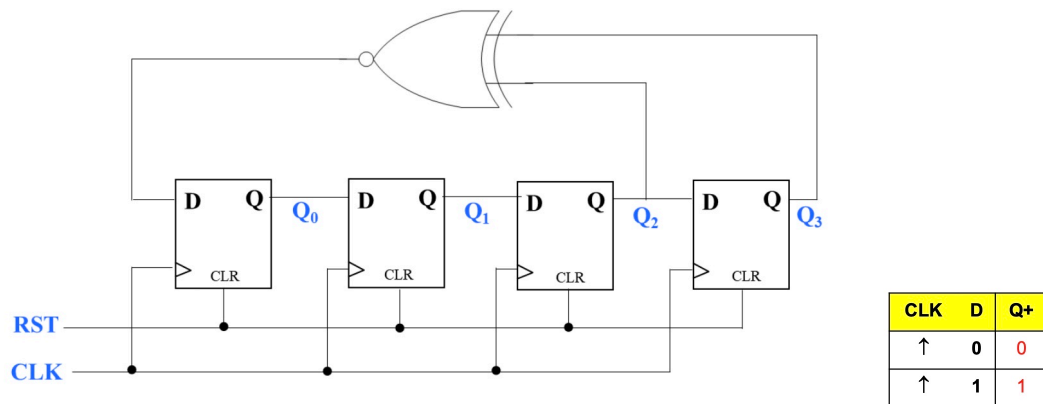 D Q D Q D Q D Q
Q₀ Q₁ Q₂ Q₃
CLR CLR CLR CLR
RST
CLK
CLK D Q+
↑ 0 0
↑ 1 1